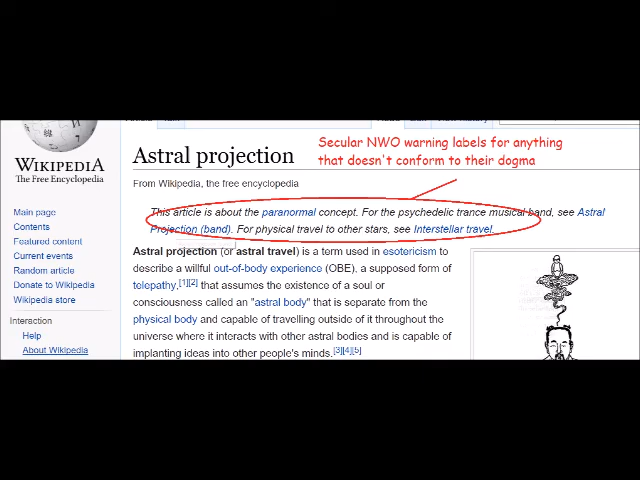 Secular NWO warning labels for anything
that doesn't conform to their dogma
WIKIPEDIA
The Free Encyclopedia
Main page
Contents
Featured content
Current events
Random article
Donate to Wikipedia
Wikipedia store
Interaction
Help
About Wikipedia
Astral projection
From Wikipedia, the free encyclopedia
This article is about the paranormal concept. For the psychedelic trance musical band, see Astral
Projection (band). For physical travel to other stars, see Interstellar travel.
Astral projection (or astral travel) is a term used in esotericism to
describe a willful out-of-body experience (OBE), a supposed form of
telepathy,[1][2] that assumes the existence of a soul or
consciousness called an "astral body" that is separate from the
physical body and capable of travelling outside of it throughout the
universe where it interacts with other astral bodies and is capable of
implanting ideas into other people's minds.[3][4][5]